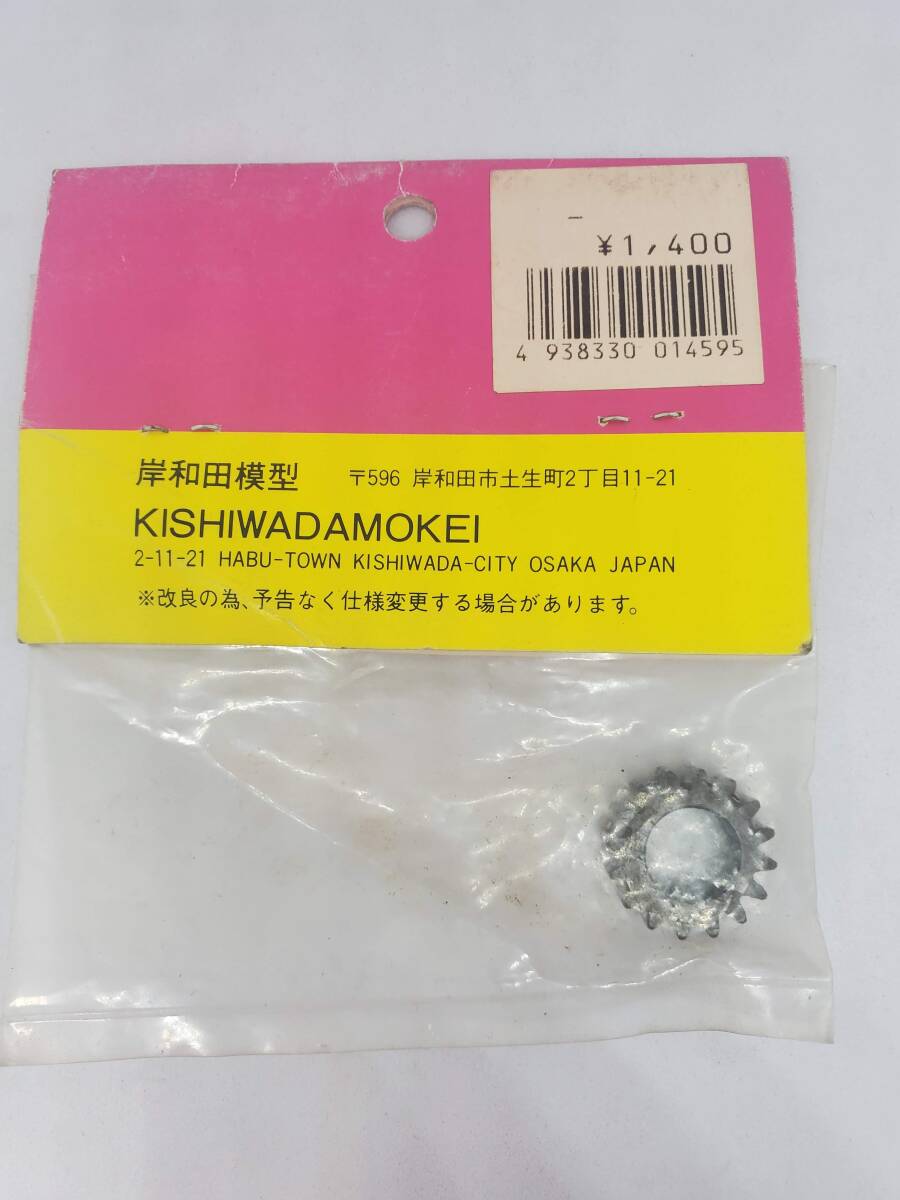 ¥1,400
4 938330 014595
岸和田模型 〒596 岸和田市土生町2丁目11-21
KISHIWADAMOKEI
2-11-21 HABU-TOWN KISHIWADA-CITY OSAKA JAPAN
※改良の為、予告なく仕様変更する場合があります。